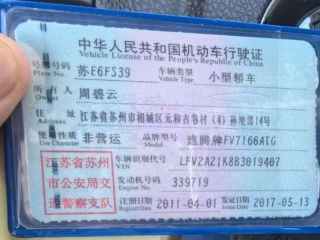 中华人民共和国机动车行驶证
Vehicle License of the People's Republic of China
号牌号码 苏E6FS39 车辆类型 小型轿车
Plate No. Vehicle Type
所有人 周碧云
Owner
住址 江苏省苏州市相城区元和古巷村(4)孙更郎14号
Address
使用性质 非营运 品牌型号 速腾牌FV7166ATG
Use Character Model
江苏省苏州 车辆识别代号 LFV2A21K8B3019407
VIN
市公安局交 发动机号码 339719
Engine No.
通警察支队 注册日期 2011-04-01 发证日期 2017-05-13
Register Date Issue Date